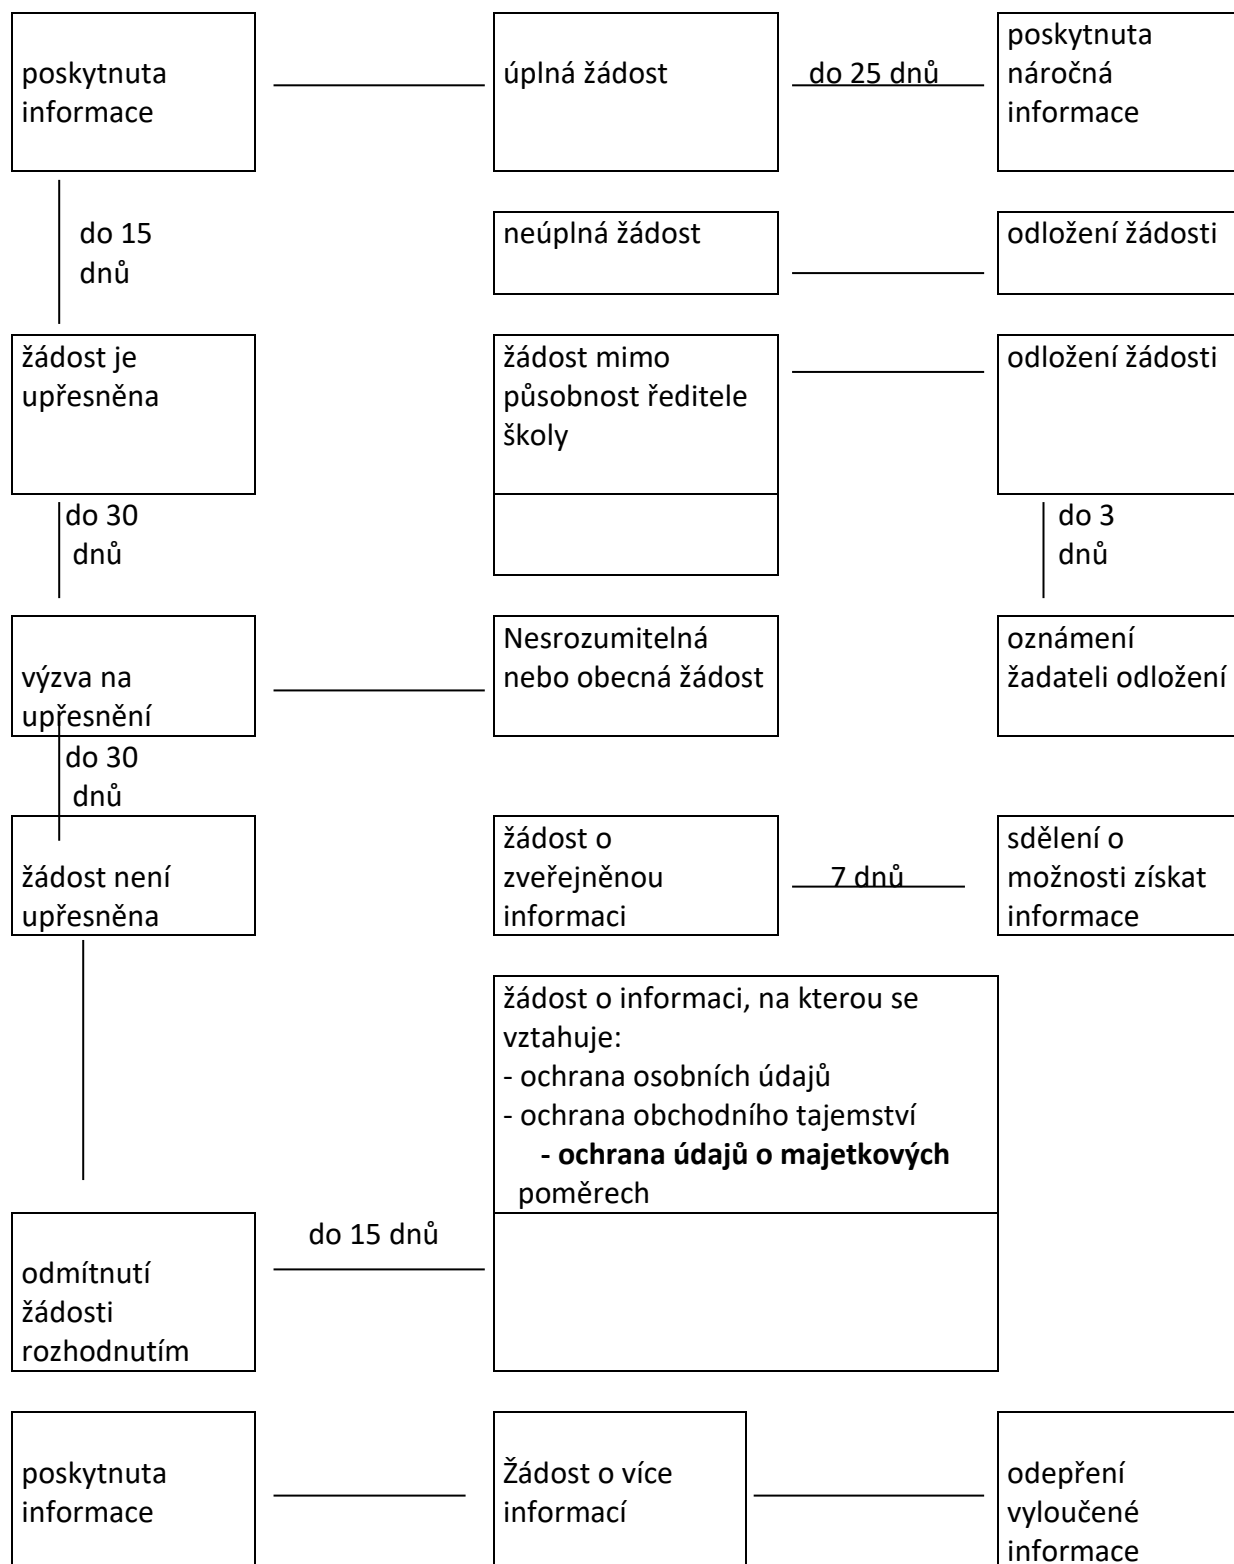 poskytnuta
informace
úplná žádost
do 25 dnů
poskytnuta
náročná
informace
do 15
dnů
neúplná žádost
odložení žádosti
žádost je
upřesněna
žádost mimo
působnost ředitele
školy
odložení žádosti
do 30
dnů
do 3
dnů
výzva na
upřesnění
Nesrozumitelná
nebo obecná žádost
oznámení
žadateli odložení
do 30
dnů
žádost není
upřesněna
žádost o
zveřejněnou
informaci
7 dnů
sdělení o
možnosti získat
informace
žádost o informaci, na kterou se
vztahuje:
- ochrana osobních údajů
- ochrana obchodního tajemství
- ochrana údajů o majetkových
poměrech
odmítnutí
žádosti
rozhodnutím
do 15 dnů
poskytnuta
informace
Žádost o více
informací
odepření
vyloučené
informace